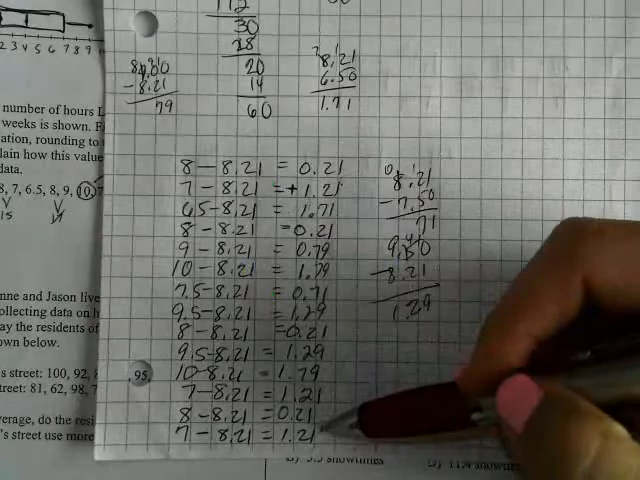 112
30
28
20
14
60
8.21
6.50
1.71
- 8.21
79
2 3 4 5 6 7 8 9
number of hours
weeks is shown.
ation, rounding to
lain how this value
data.
8, 7, 6.5, 8, 9, 10,
8 - 8.21 = 0.21
7 - 8.21 = + 1.21
6.5 - 8.21 = 1.71
8 - 8.21 = 0.21
9 - 8.21 = 0.79
10 - 8.21 = 1.79
7.5 - 8.21 = 0.71
9.5 - 8.21 = 1.29
8 - 8.21 = 0.21
9.5 - 8.21 = 1.29
10 - 8.21 = 1.79
7 - 8.21 = 1.21
8 - 8.21 = 0.21
7 - 8.21 = 1.21
8.21
- 7.50
71
9.50
- 8.21
1.29
nne and Jason live
ollecting data on h
ay the residents of
own below.
s street: 100, 92, 8
, 95
treet: 81, 62, 98, 7
verage, do the resi
's street use more
B) 5.5 showtimes
D) 11.4 showtim